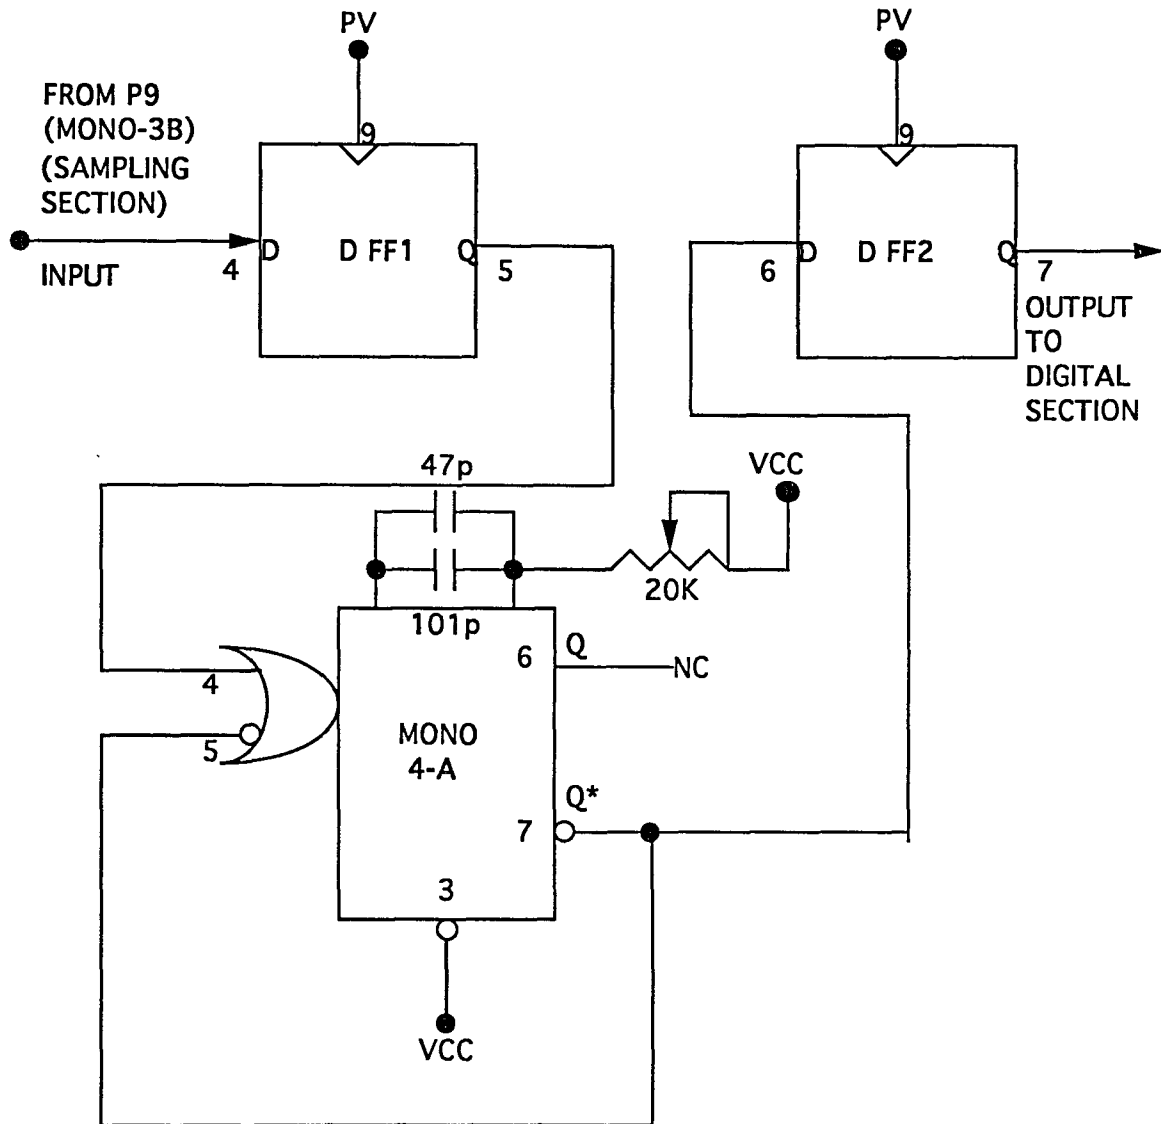 PV
PV
FROM P9
(MONO-3B)
(SAMPLING
SECTION)
INPUT
9
4
D
D FF1
Q
5
9
6
D
D FF2
Q
7
OUTPUT
TO
DIGITAL
SECTION
47p
VCC
20K
101p
4
5
6
Q
NC
MONO
4-A
Q*
7
3
VCC